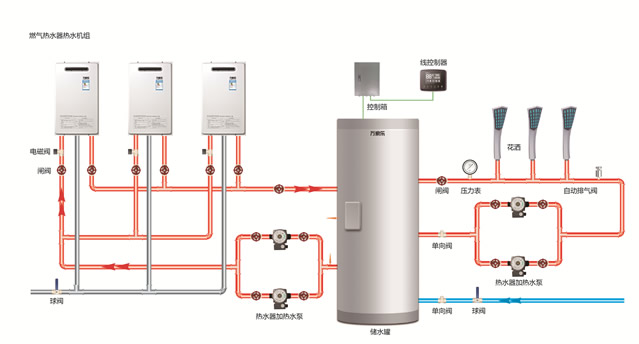 燃气热水器热水机组
线控制器
控制箱
万家乐
花洒
电磁阀
闸阀
闸阀
压力表
自动排气阀
单向阀
热水器加热水泵
球阀
热水器加热水泵
储水罐
单向阀
球阀